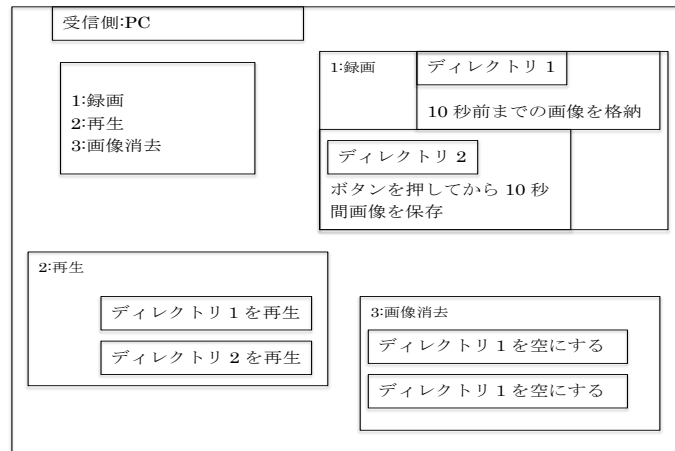 受信側:PC
1:録画
2:再生
3:画像消去
1:録画
ディレクトリ 1
10 秒前までの画像を格納
ディレクトリ 2
ボタンを押してから 10 秒
間画像を保存
2:再生
ディレクトリ 1 を再生
ディレクトリ 2 を再生
3:画像消去
ディレクトリ 1 を空にする
ディレクトリ 1 を空にする